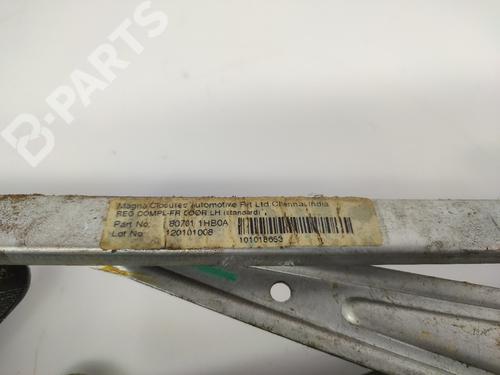 B-PARTS
Magna Closures Automotive Pvt Ltd Chennai, India
REG COMPL-FR DOOR LH (standard)
Part No: 80701 1HB0A
Lot No 120101008
101018653